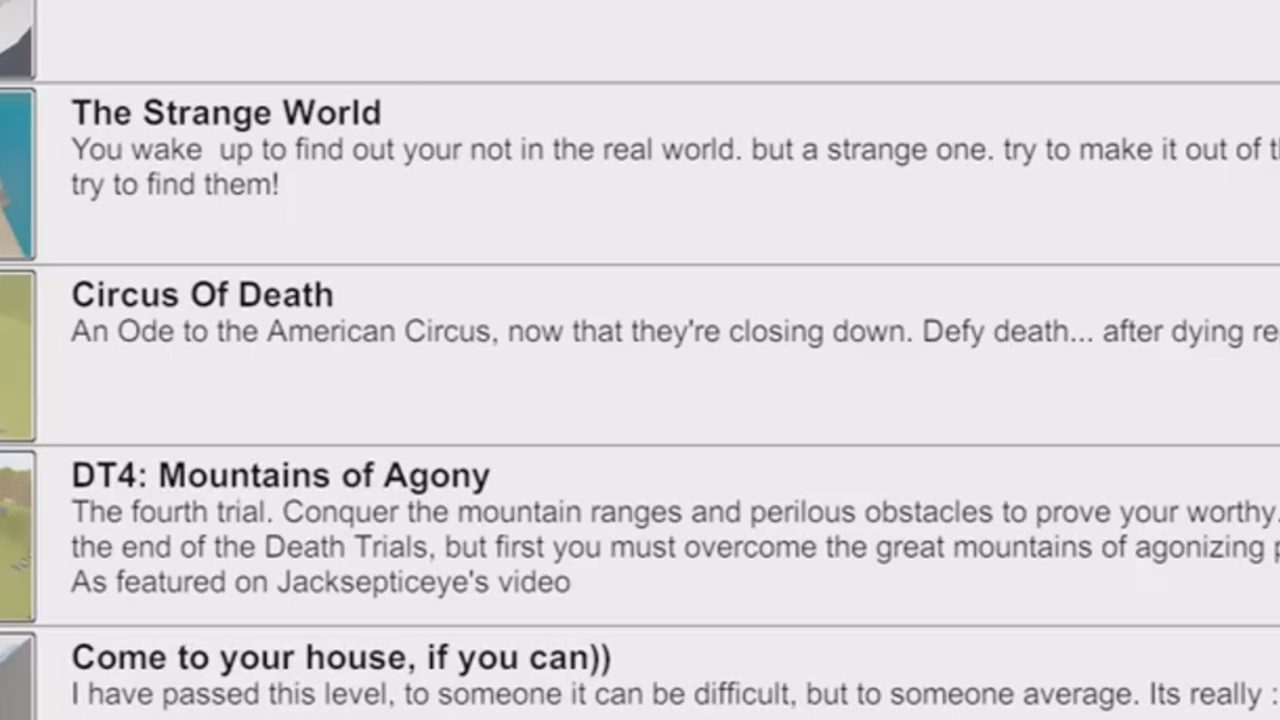 The Strange World
You wake up to find out your not in the real world. but a strange one. try to make it out of
try to find them!
Circus Of Death
An Ode to the American Circus, now that they're closing down. Defy death... after dying
DT4: Mountains of Agony
The fourth trial. Conquer the mountain ranges and perilous obstacles to prove your worthy.
the end of the Death Trials, but first you must overcome the great mountains of agonizing
As featured on Jacksepticeye's video
Come to your house, if you can))
I have passed this level, to someone it can be difficult, but to someone average. Its really :